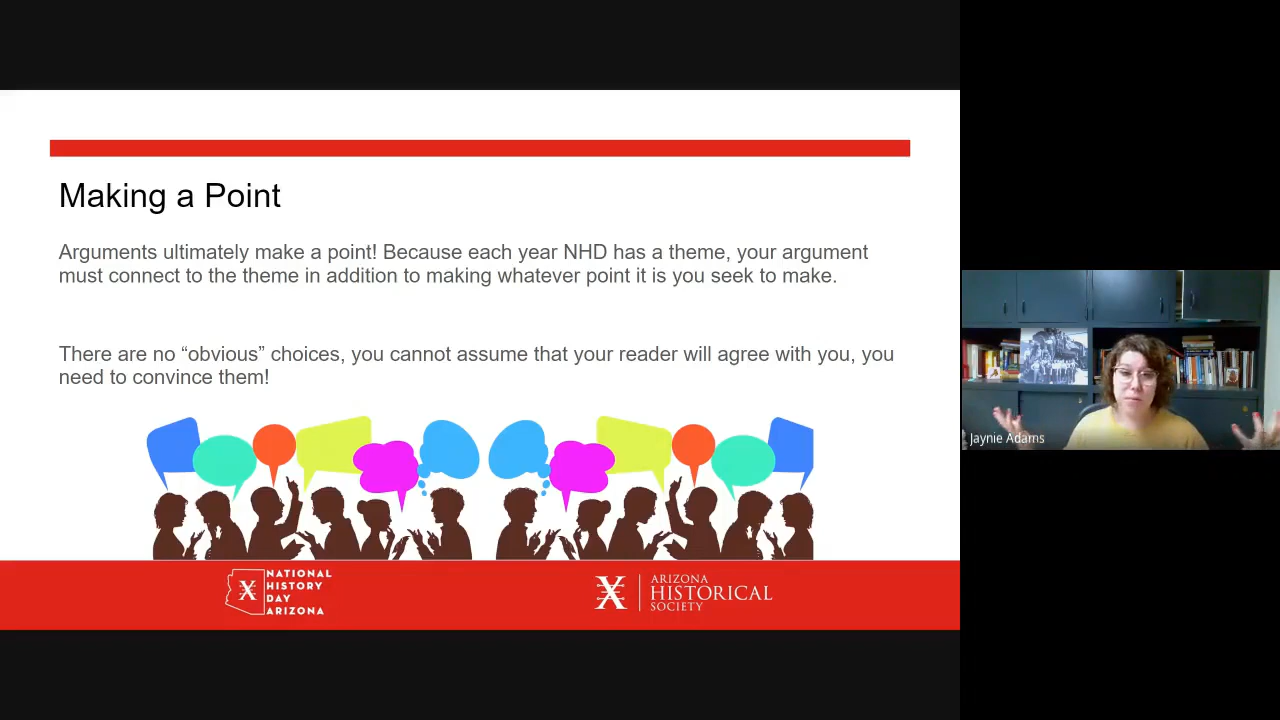 Making a Point
Arguments ultimately make a point! Because each year NHD has a theme, your argument
must connect to the theme in addition to making whatever point it is you seek to make.
There are no “obvious” choices, you cannot assume that your reader will agree with you, you
need to convince them!
Jaynie Adams
NATIONAL
HISTORY
DAY
ARIZONA
ARIZONA
HISTORICAL
SOCIETY